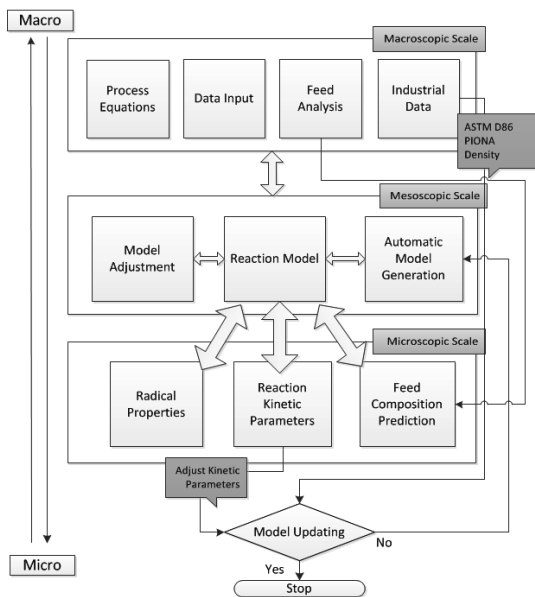 Macro
Macroscopic Scale
Process
Equations
Data Input
Feed
Analysis
Industrial
Data
ASTM D86
PIONA
Density
Mesoscopic Scale
Model
Adjustment
Reaction Model
Automatic
Model
Generation
Microscopic Scale
Radical
Properties
Reaction
Kinetic
Parameters
Feed
Composition
Prediction
Adjust Kinetic
Parameters
Model Updating
No
Yes
Micro
Stop